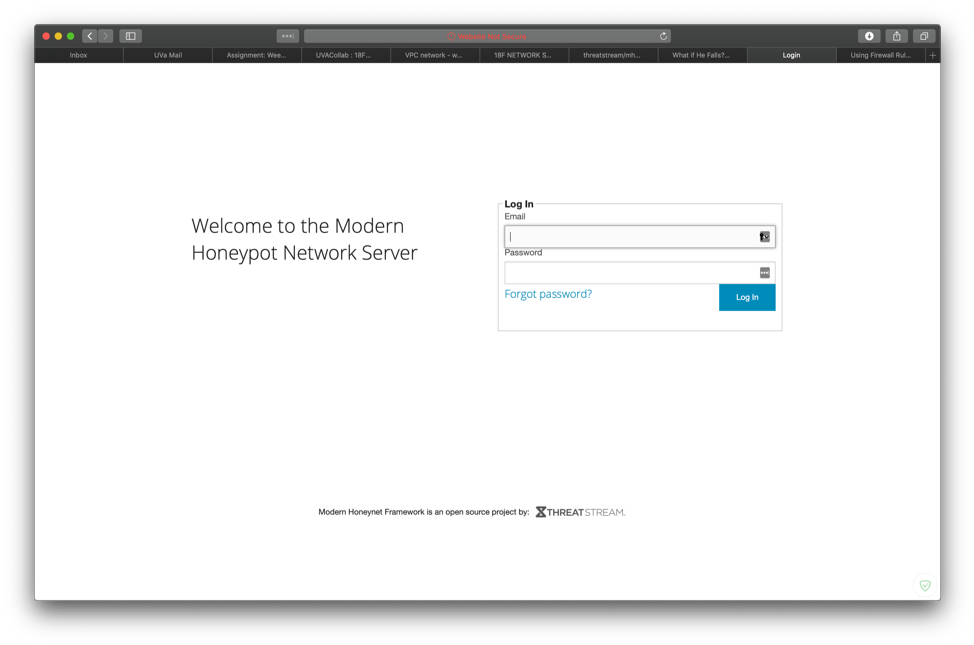 Inbox
UVa Mail
Assignment: Wee...
UVACollab : 18F...
VPC network - w...
18F NETWORK S...
threatstream/mh...
What if He Falls?...
Login
Using Firewall Rul...
Welcome to the Modern
Honeypot Network Server
Log In
Email
Password
Forgot password?
Log In
Modern Honeynet Framework is an open source project by:
THREATSTREAM.